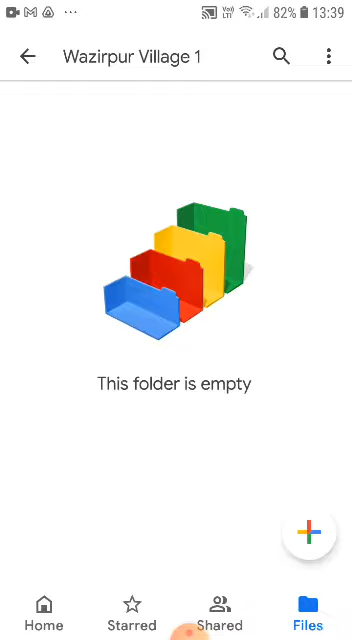 82% 13:39
Wazirpur Village 1
This folder is empty
Home Starred Shared Files